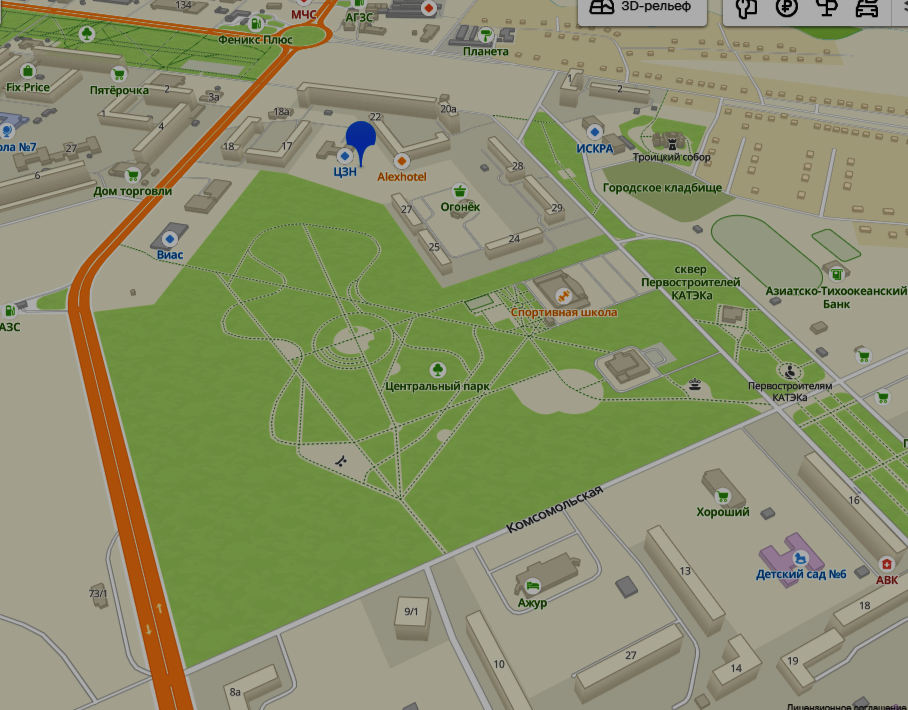 134
МЧС
АГЗС
3D-рельеф
Феникс Плюс
Планета
Fix Price
Пятёрочка
2
3а
18а
22
20а
1
2
4
ола №7
27
18
17
ИСКРА
Троицкий собор
6
28
Дом торговли
ЦЗН
Alexhotel
Городское кладбище
Огонёк
27
29
25
24
Виас
сквер
Первостроителей
КАТЭКа
Азиатско-Тихоокеанский
Банк
АЗС
Спортивная школа
Центральный парк
Первостроителям
КАТЭКа
Комсомольская
Хороший
16
13
Детский сад №6
АВК
73/1
Ажур
9/1
18
10
27
14
19
8а
Лицензионное соглашение